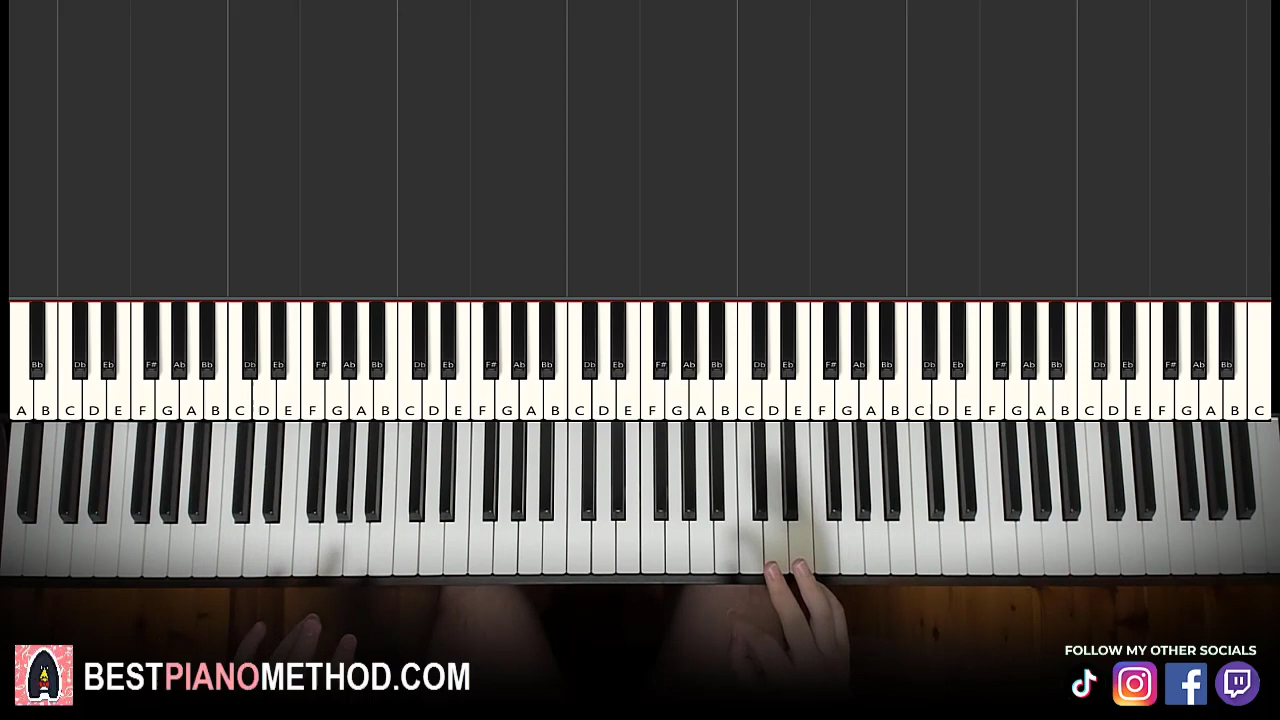 Bb Db Eb F# Ab Bb Db Eb F# Ab Bb Db Eb F# Ab Bb Db Eb F# Ab Bb Db Eb F# Ab Bb Db Eb F# Ab Bb Db Eb F# Ab Bb
A B C D E F G A B C D E F G A B C D E F G A B C D E F G A B C D E F G A B C D E F G A B C D E F G A B C
FOLLOW MY OTHER SOCIALS
BESTPIANOMETHOD.COM